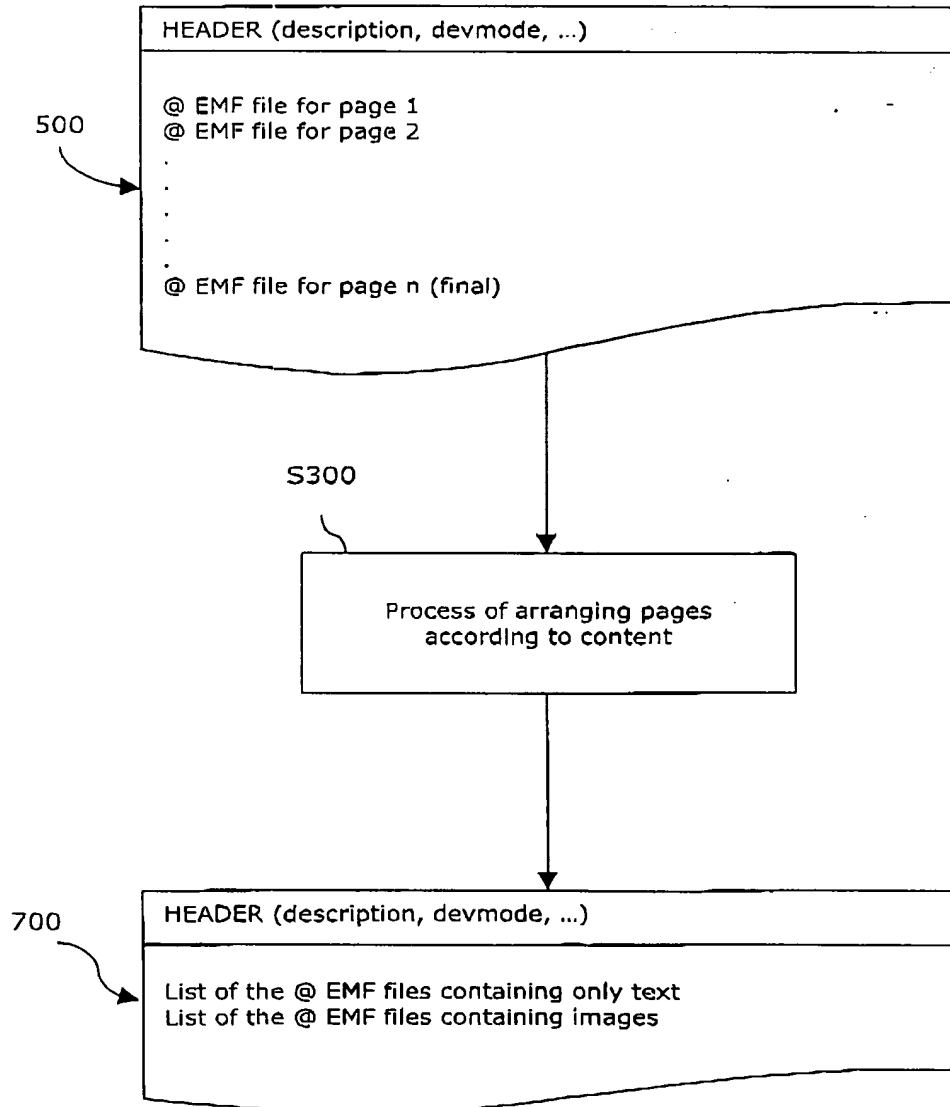 HEADER (description, devmode, ...)
@ EMF file for page 1
@ EMF file for page 2
.
.
.
.
.
@ EMF file for page n (final)
500
S300
Process of arranging pages
according to content
700
HEADER (description, devmode, ...)
List of the @ EMF files containing only text
List of the @ EMF files containing images